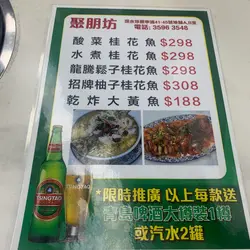 聚朋坊
電話: 3596 3548
酸菜桂花魚$298
水煮桂花魚$298
龍騰鬆子桂花魚$298
招牌柚子桂花魚$308
乾炸大黃魚$188
TSINGTAO
TSINGTAO
*限時推廣 以上每款送
青島啤酒大樽裝1樽
或汽水2罐